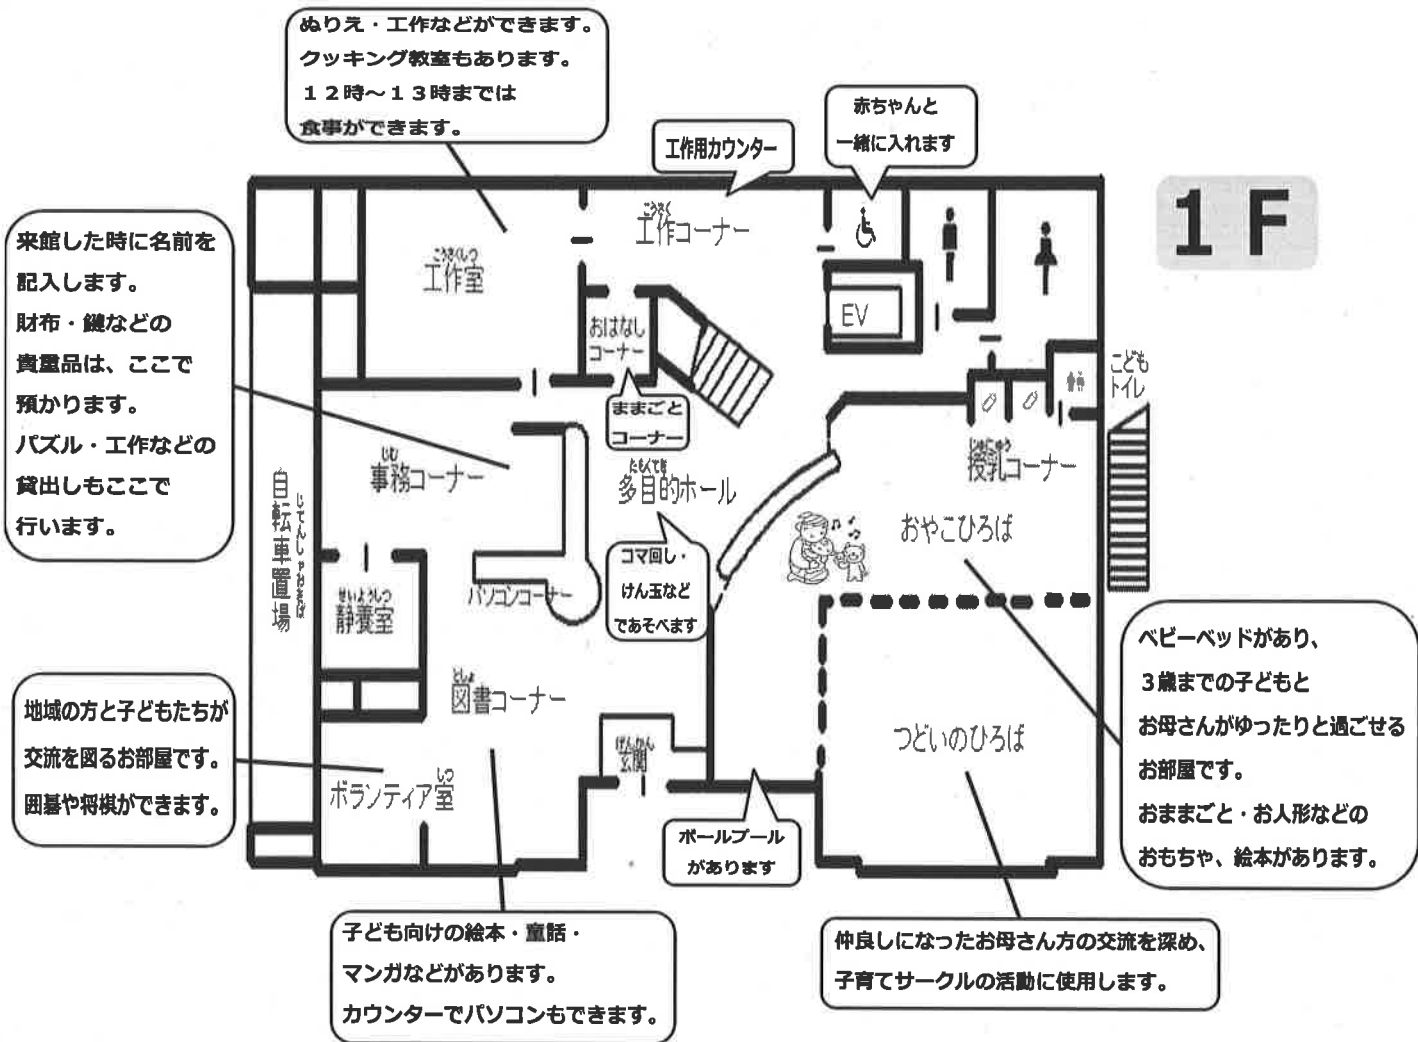 ぬりえ・工作などができます。
クッキング教室もあります。
12時～13時までは
食事ができます。
工作用カウンター
赤ちゃんと
一緒に入れます
1F
来館した時に名前を
記入します。
財布・鍵などの
貴重品は、ここで
預かります。
パズル・工作などの
貸出しもここで
行います。
こうさくしつ
工作室
こうさく
工作コーナー
EV
おはなし
コーナー
ままごと
コーナー
こども
トイレ
じむ
事務コーナー
たもくてき
多目的ホール
じゅにゅう
授乳コーナー
じてんしゃおきば
自転車置場
おやこひろば
コマ回し・
けん玉など
であそべます
パソコンコーナー
せいようしつ
静養室
ベビーベッドがあり、
3歳までの子どもと
お母さんがゆったりと過ごせる
お部屋です。
おままごと・お人形などの
おもちゃ、絵本があります。
地域の方と子どもたちが
交流を図るお部屋です。
囲碁や将棋ができます。
としょ
図書コーナー
げんかん
玄関
つどいのひろば
しつ
ボランティア室
ボールプール
があります
子ども向けの絵本・童話・
マンガなどがあります。
カウンターでパソコンもできます。
仲良しになったお母さん方の交流を深め、
子育てサークルの活動に使用します。